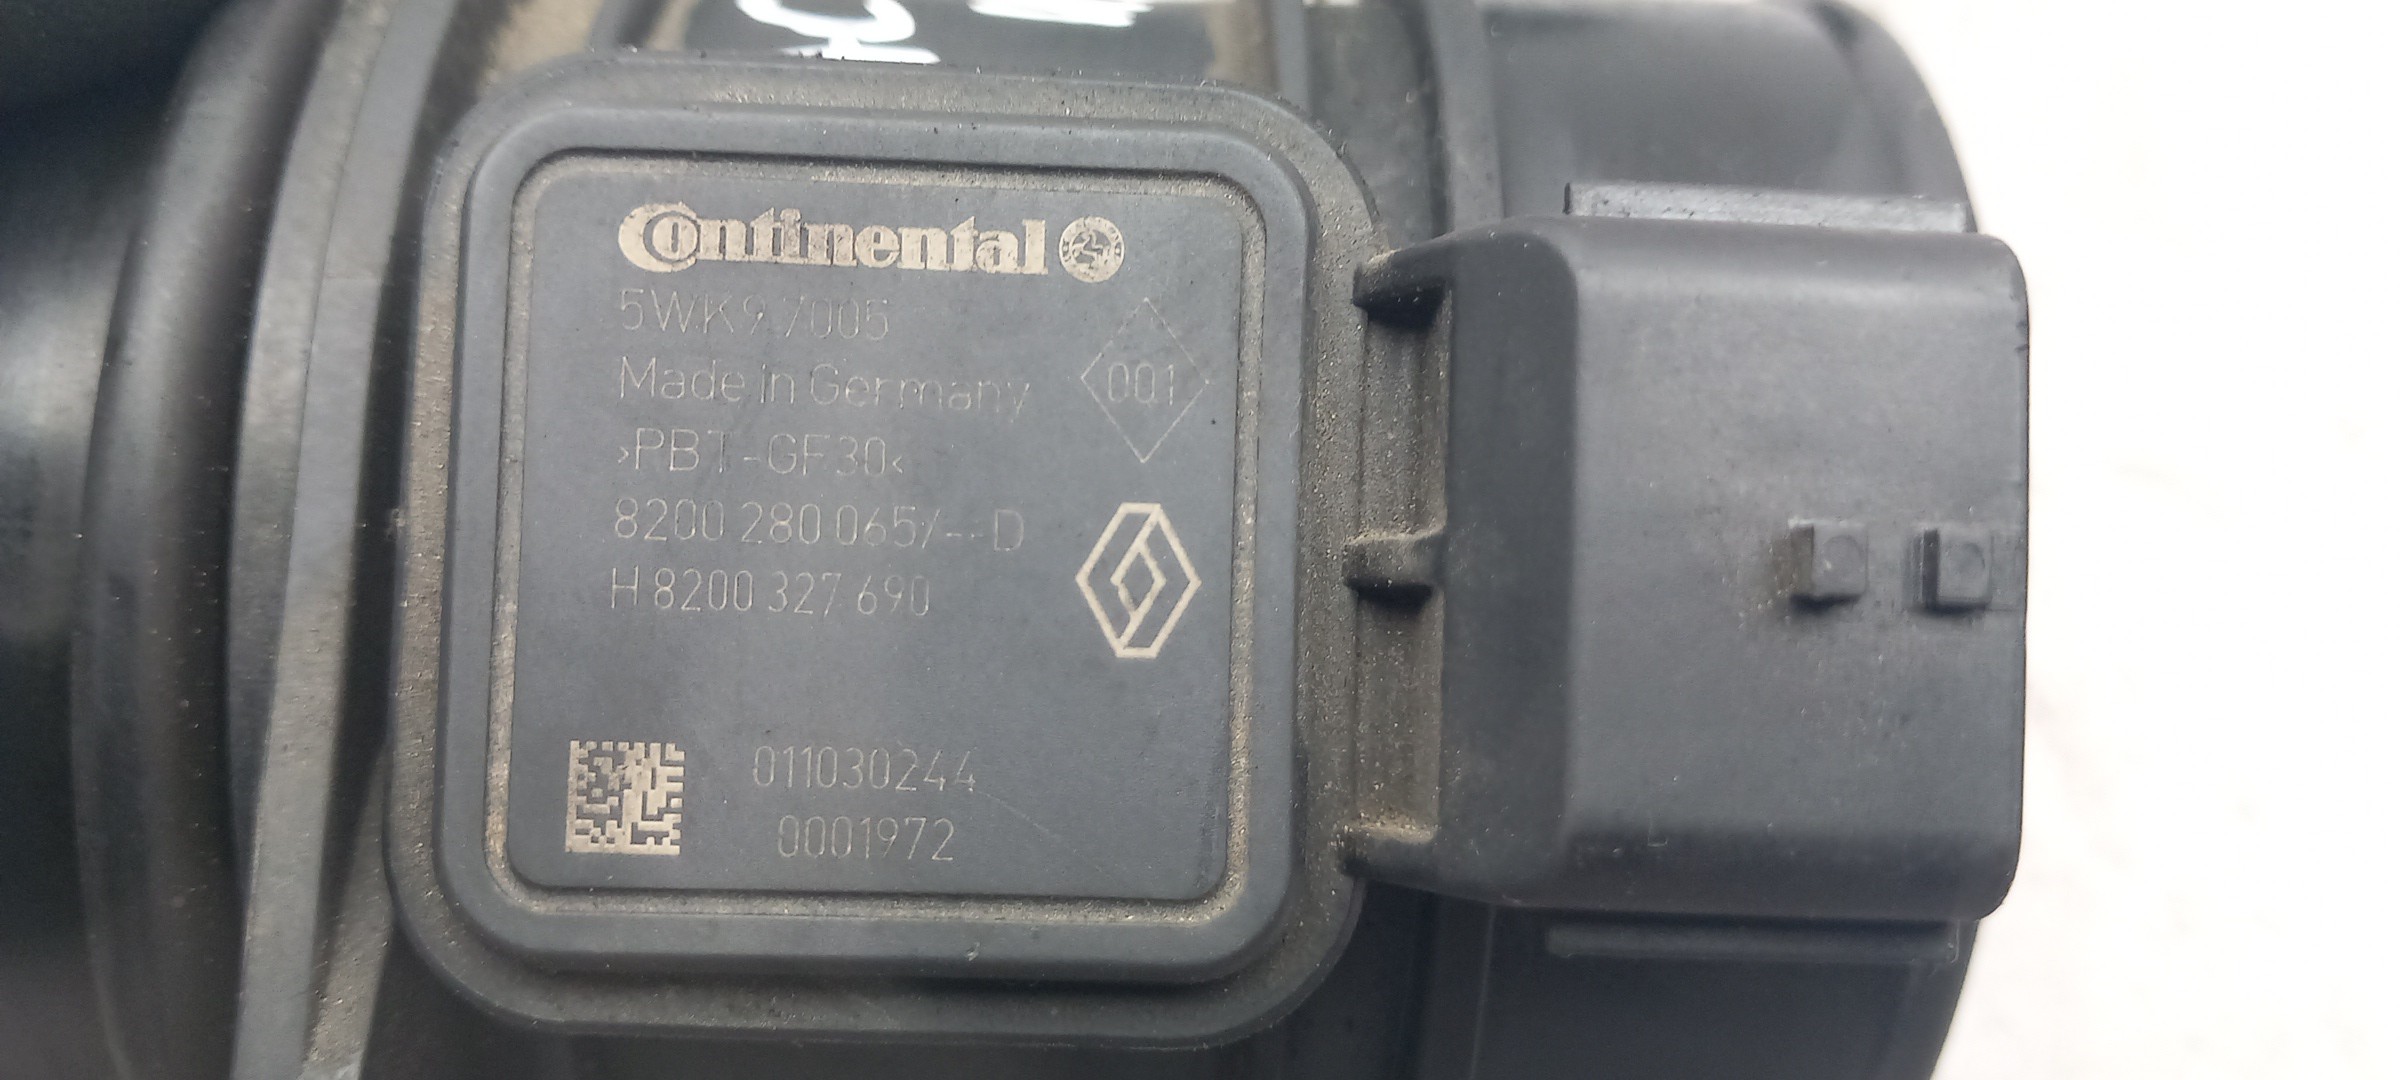 Continental
5WK9 7005
Made in Germany
001
>PBT-GF30<
8200 280 065/--D
H 8200 327 690
011030244
0001972